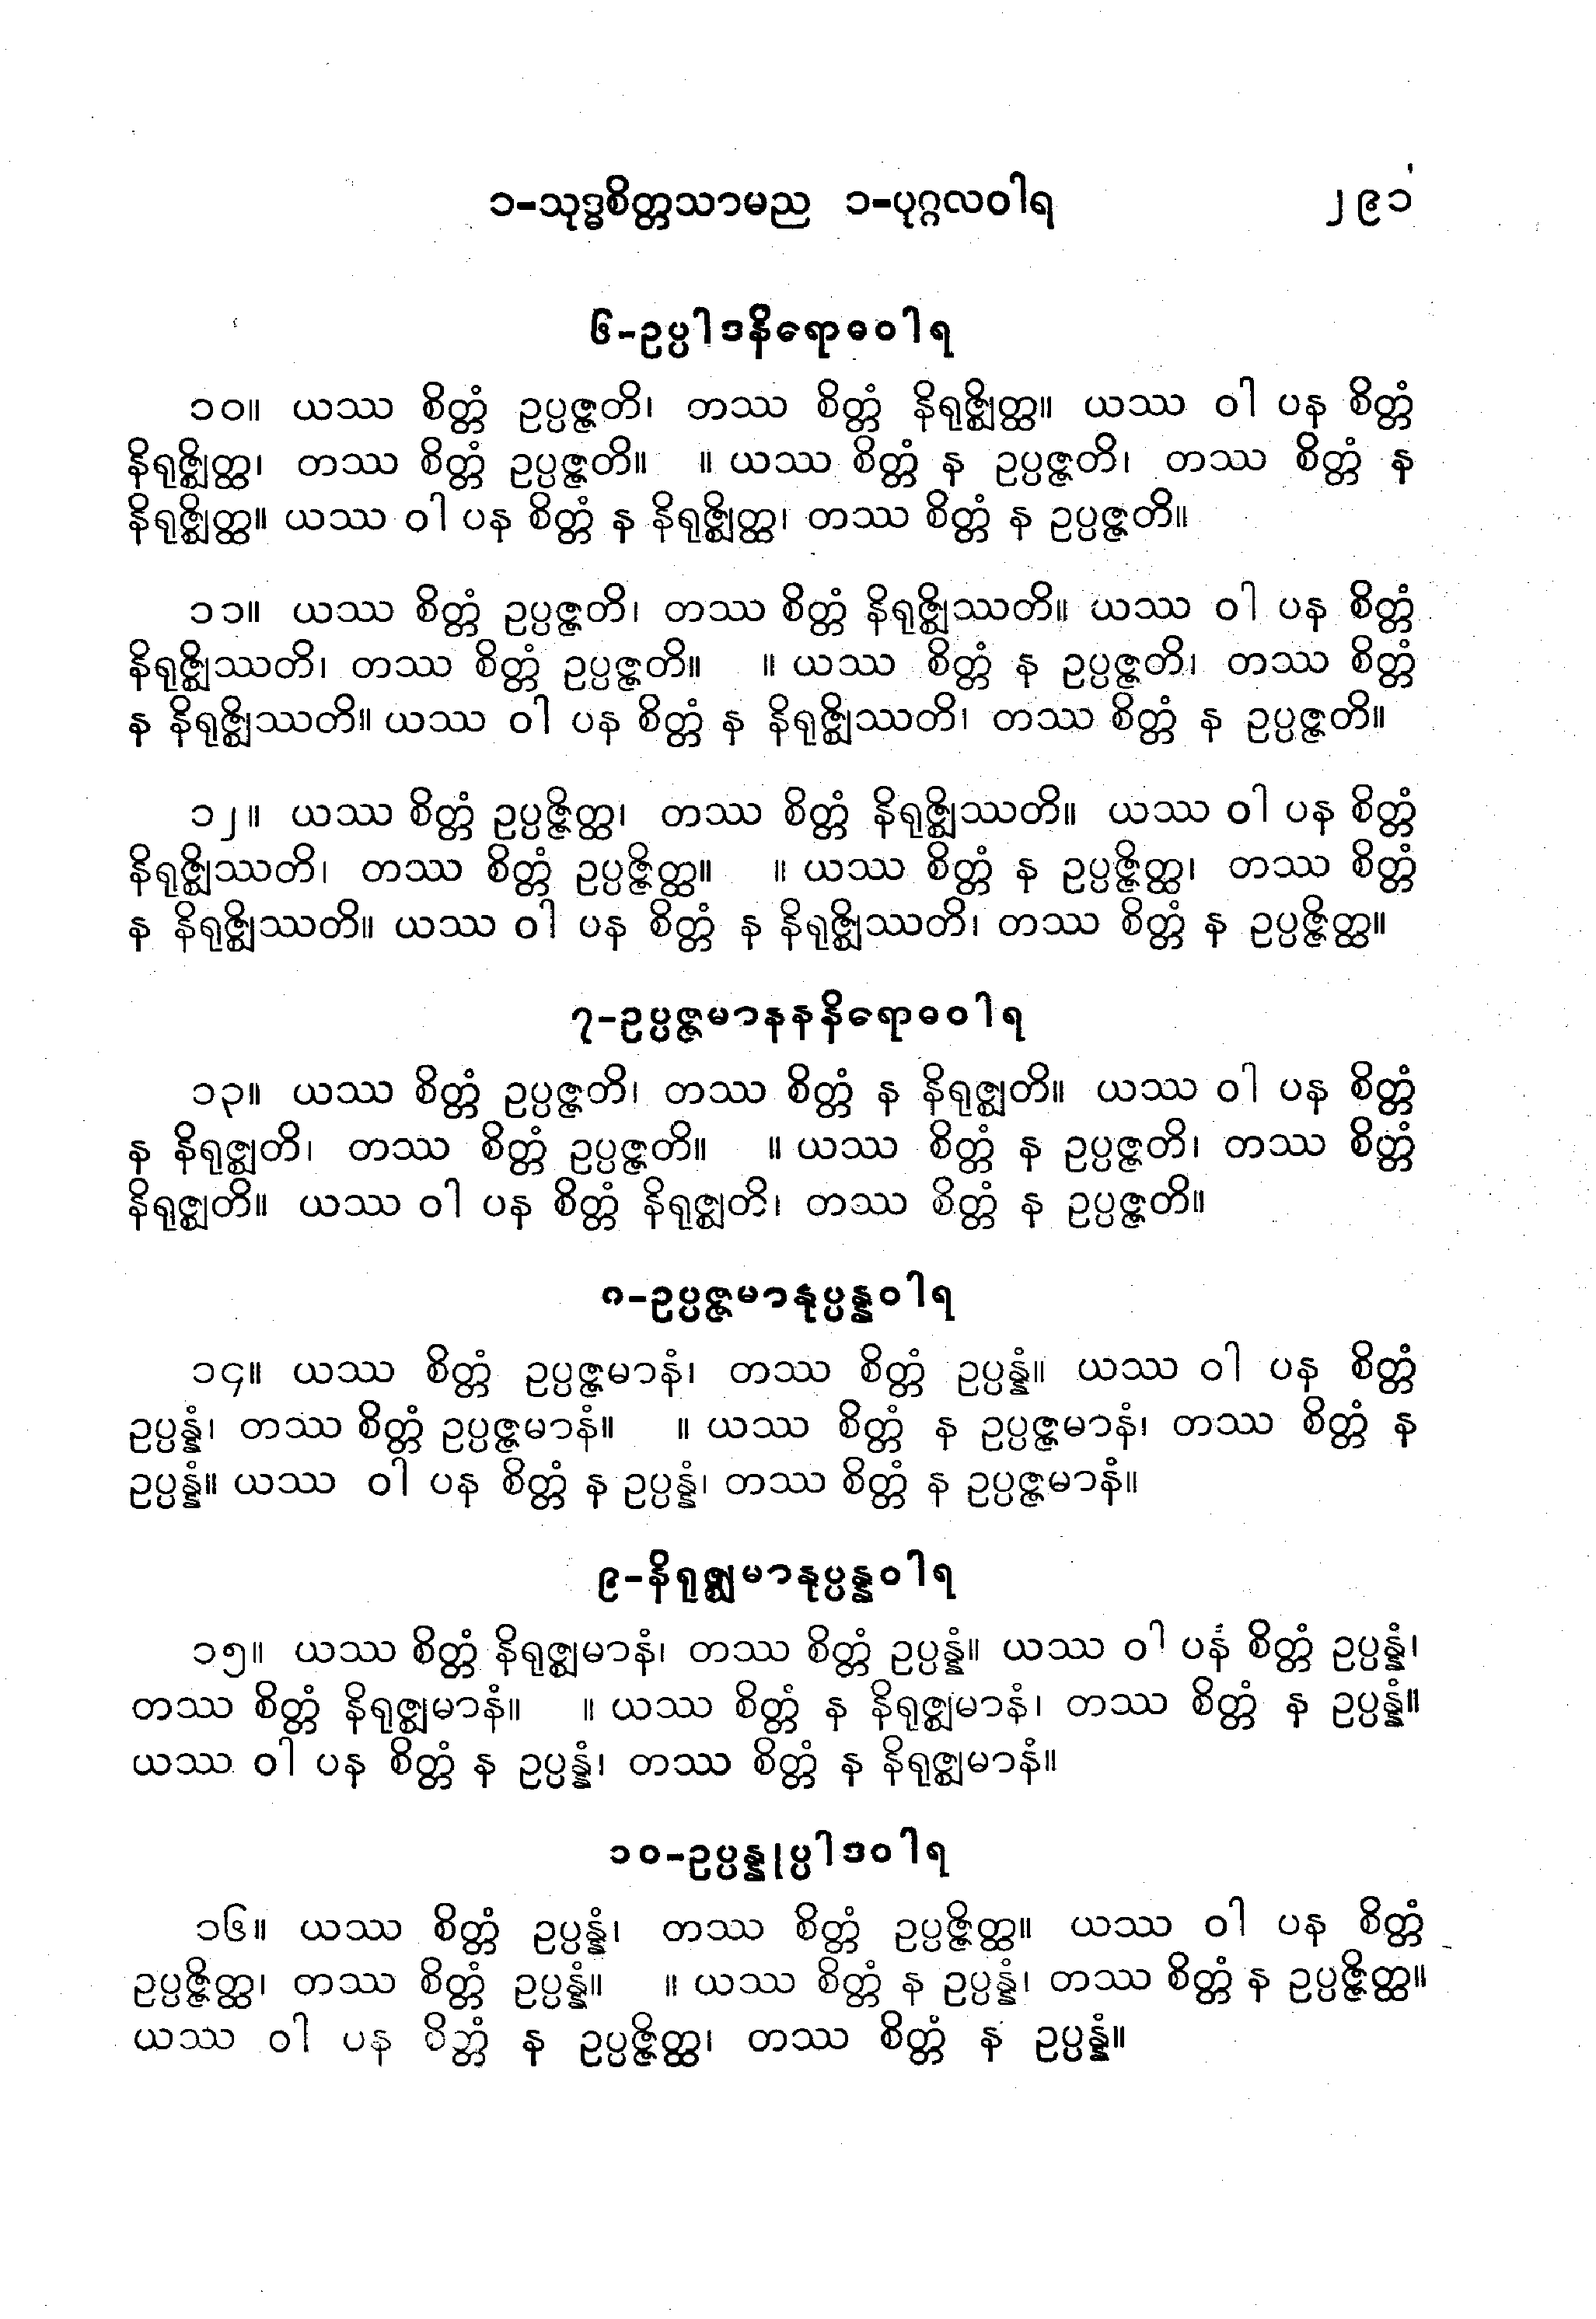 ၁-သုဒ္ဓစိတ္တသာမည ၁-ပုဂ္ဂလဝါရ ၂၉၁
၆-ဥပ္ပါဒနိရောဓဝါရ
၁၀။ ယဿ စိတ္တံ ဥပ္ပဇ္ဇတိ၊ တဿ စိတ္တံ နိရုဇ္ဈိတ္ထ။ ယဿ ဝါ ပန စိတ္တံ
နိရုဇ္ဈိတ္ထ၊ တဿ စိတ္တံ ဥပ္ပဇ္ဇတိ။ ။ ယဿ စိတ္တံ န ဥပ္ပဇ္ဇတိ၊ တဿ စိတ္တံ န
နိရုဇ္ဈိတ္ထ။ ယဿ ဝါ ပန စိတ္တံ န နိရုဇ္ဈိတ္ထ၊ တဿ စိတ္တံ န ဥပ္ပဇ္ဇတိ။
၁၁။ ယဿ စိတ္တံ ဥပ္ပဇ္ဇတိ၊ တဿ စိတ္တံ နိရုဇ္ဈိဿတိ။ ယဿ ဝါ ပန စိတ္တံ
နိရုဇ္ဈိဿတိ၊ တဿ စိတ္တံ ဥပ္ပဇ္ဇတိ။ ။ ယဿ စိတ္တံ န ဥပ္ပဇ္ဇတိ၊ တဿ စိတ္တံ
န နိရုဇ္ဈိဿတိ။ ယဿ ဝါ ပန စိတ္တံ န နိရုဇ္ဈိဿတိ၊ တဿ စိတ္တံ န ဥပ္ပဇ္ဇတိ။
၁၂။ ယဿ စိတ္တံ ဥပ္ပဇ္ဇိတ္ထ၊ တဿ စိတ္တံ နိရုဇ္ဈိဿတိ။ ယဿ ဝါ ပန စိတ္တံ
နိရုဇ္ဈိဿတိ၊ တဿ စိတ္တံ ဥပ္ပဇ္ဇိတ္ထ။ ။ ယဿ စိတ္တံ န ဥပ္ပဇ္ဇိတ္ထ၊ တဿ စိတ္တံ
န နိရုဇ္ဈိဿတိ။ ယဿ ဝါ ပန စိတ္တံ န နိရုဇ္ဈိဿတိ၊ တဿ စိတ္တံ န ဥပ္ပဇ္ဇိတ္ထ။
၇-ဥပ္ပဇ္ဇမာနနနိရောဓဝါရ
၁၃။ ယဿ စိတ္တံ ဥပ္ပဇ္ဇတိ၊ တဿ စိတ္တံ န နိရုဇ္ဈတိ။ ယဿ ဝါ ပန စိတ္တံ
န နိရုဇ္ဈတိ၊ တဿ စိတ္တံ ဥပ္ပဇ္ဇတိ။ ။ ယဿ စိတ္တံ န ဥပ္ပဇ္ဇတိ၊ တဿ စိတ္တံ
နိရုဇ္ဈတိ။ ယဿ ဝါ ပန စိတ္တံ နိရုဇ္ဈတိ၊ တဿ စိတ္တံ န ဥပ္ပဇ္ဇတိ။
၈-ဥပ္ပဇ္ဇမာနုပ္ပန္နဝါရ
၁၄။ ယဿ စိတ္တံ ဥပ္ပဇ္ဇမာနံ၊ တဿ စိတ္တံ ဥပ္ပန္နံ။ ယဿ ဝါ ပန စိတ္တံ
ဥပ္ပန္နံ၊ တဿ စိတ္တံ ဥပ္ပဇ္ဇမာနံ။ ။ ယဿ စိတ္တံ န ဥပ္ပဇ္ဇမာနံ၊ တဿ စိတ္တံ န
ဥပ္ပန္နံ။ ယဿ ဝါ ပန စိတ္တံ န ဥပ္ပန္နံ၊ တဿ စိတ္တံ န ဥပ္ပဇ္ဇမာနံ။
၉-နိရုဇ္ဈမာနုပ္ပန္နဝါရ
၁၅။ ယဿ စိတ္တံ နိရုဇ္ဈမာနံ၊ တဿ စိတ္တံ ဥပ္ပန္နံ။ ယဿ ဝါ ပန စိတ္တံ ဥပ္ပန္နံ၊
တဿ စိတ္တံ နိရုဇ္ဈမာနံ။ ။ ယဿ စိတ္တံ န နိရုဇ္ဈမာနံ၊ တဿ စိတ္တံ န ဥပ္ပန္နံ။
ယဿ ဝါ ပန စိတ္တံ န ဥပ္ပန္နံ၊ တဿ စိတ္တံ န နိရုဇ္ဈမာနံ။
၁၀-ဥပ္ပန္နုပ္ပါဒဝါရ
၁၆။ ယဿ စိတ္တံ ဥပ္ပန္နံ၊ တဿ စိတ္တံ ဥပ္ပဇ္ဇိတ္ထ။ ယဿ ဝါ ပန စိတ္တံ
ဥပ္ပဇ္ဇိတ္ထ၊ တဿ စိတ္တံ ဥပ္ပန္နံ။ ။ ယဿ စိတ္တံ န ဥပ္ပန္နံ၊ တဿ စိတ္တံ န ဥပ္ပဇ္ဇိတ္ထ။
ယဿ ဝါ ပန စိတ္တံ န ဥပ္ပဇ္ဇိတ္ထ၊ တဿ စိတ္တံ န ဥပ္ပန္နံ။